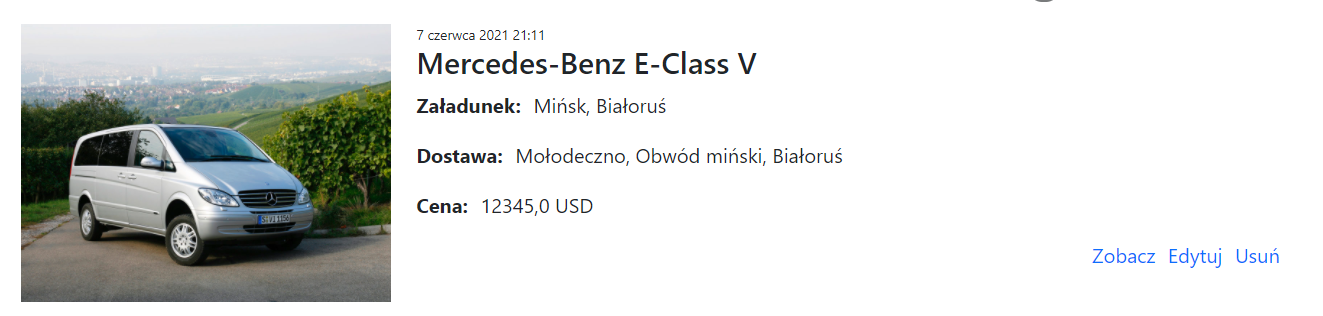 7 czerwca 2021 21:11
Mercedes-Benz E-Class V
Załadunek: Mińsk, Białoruś
Dostawa: Mołodeczno, Obwód miński, Białoruś
Cena: 12345,0 USD
Zobacz Edytuj Usuń